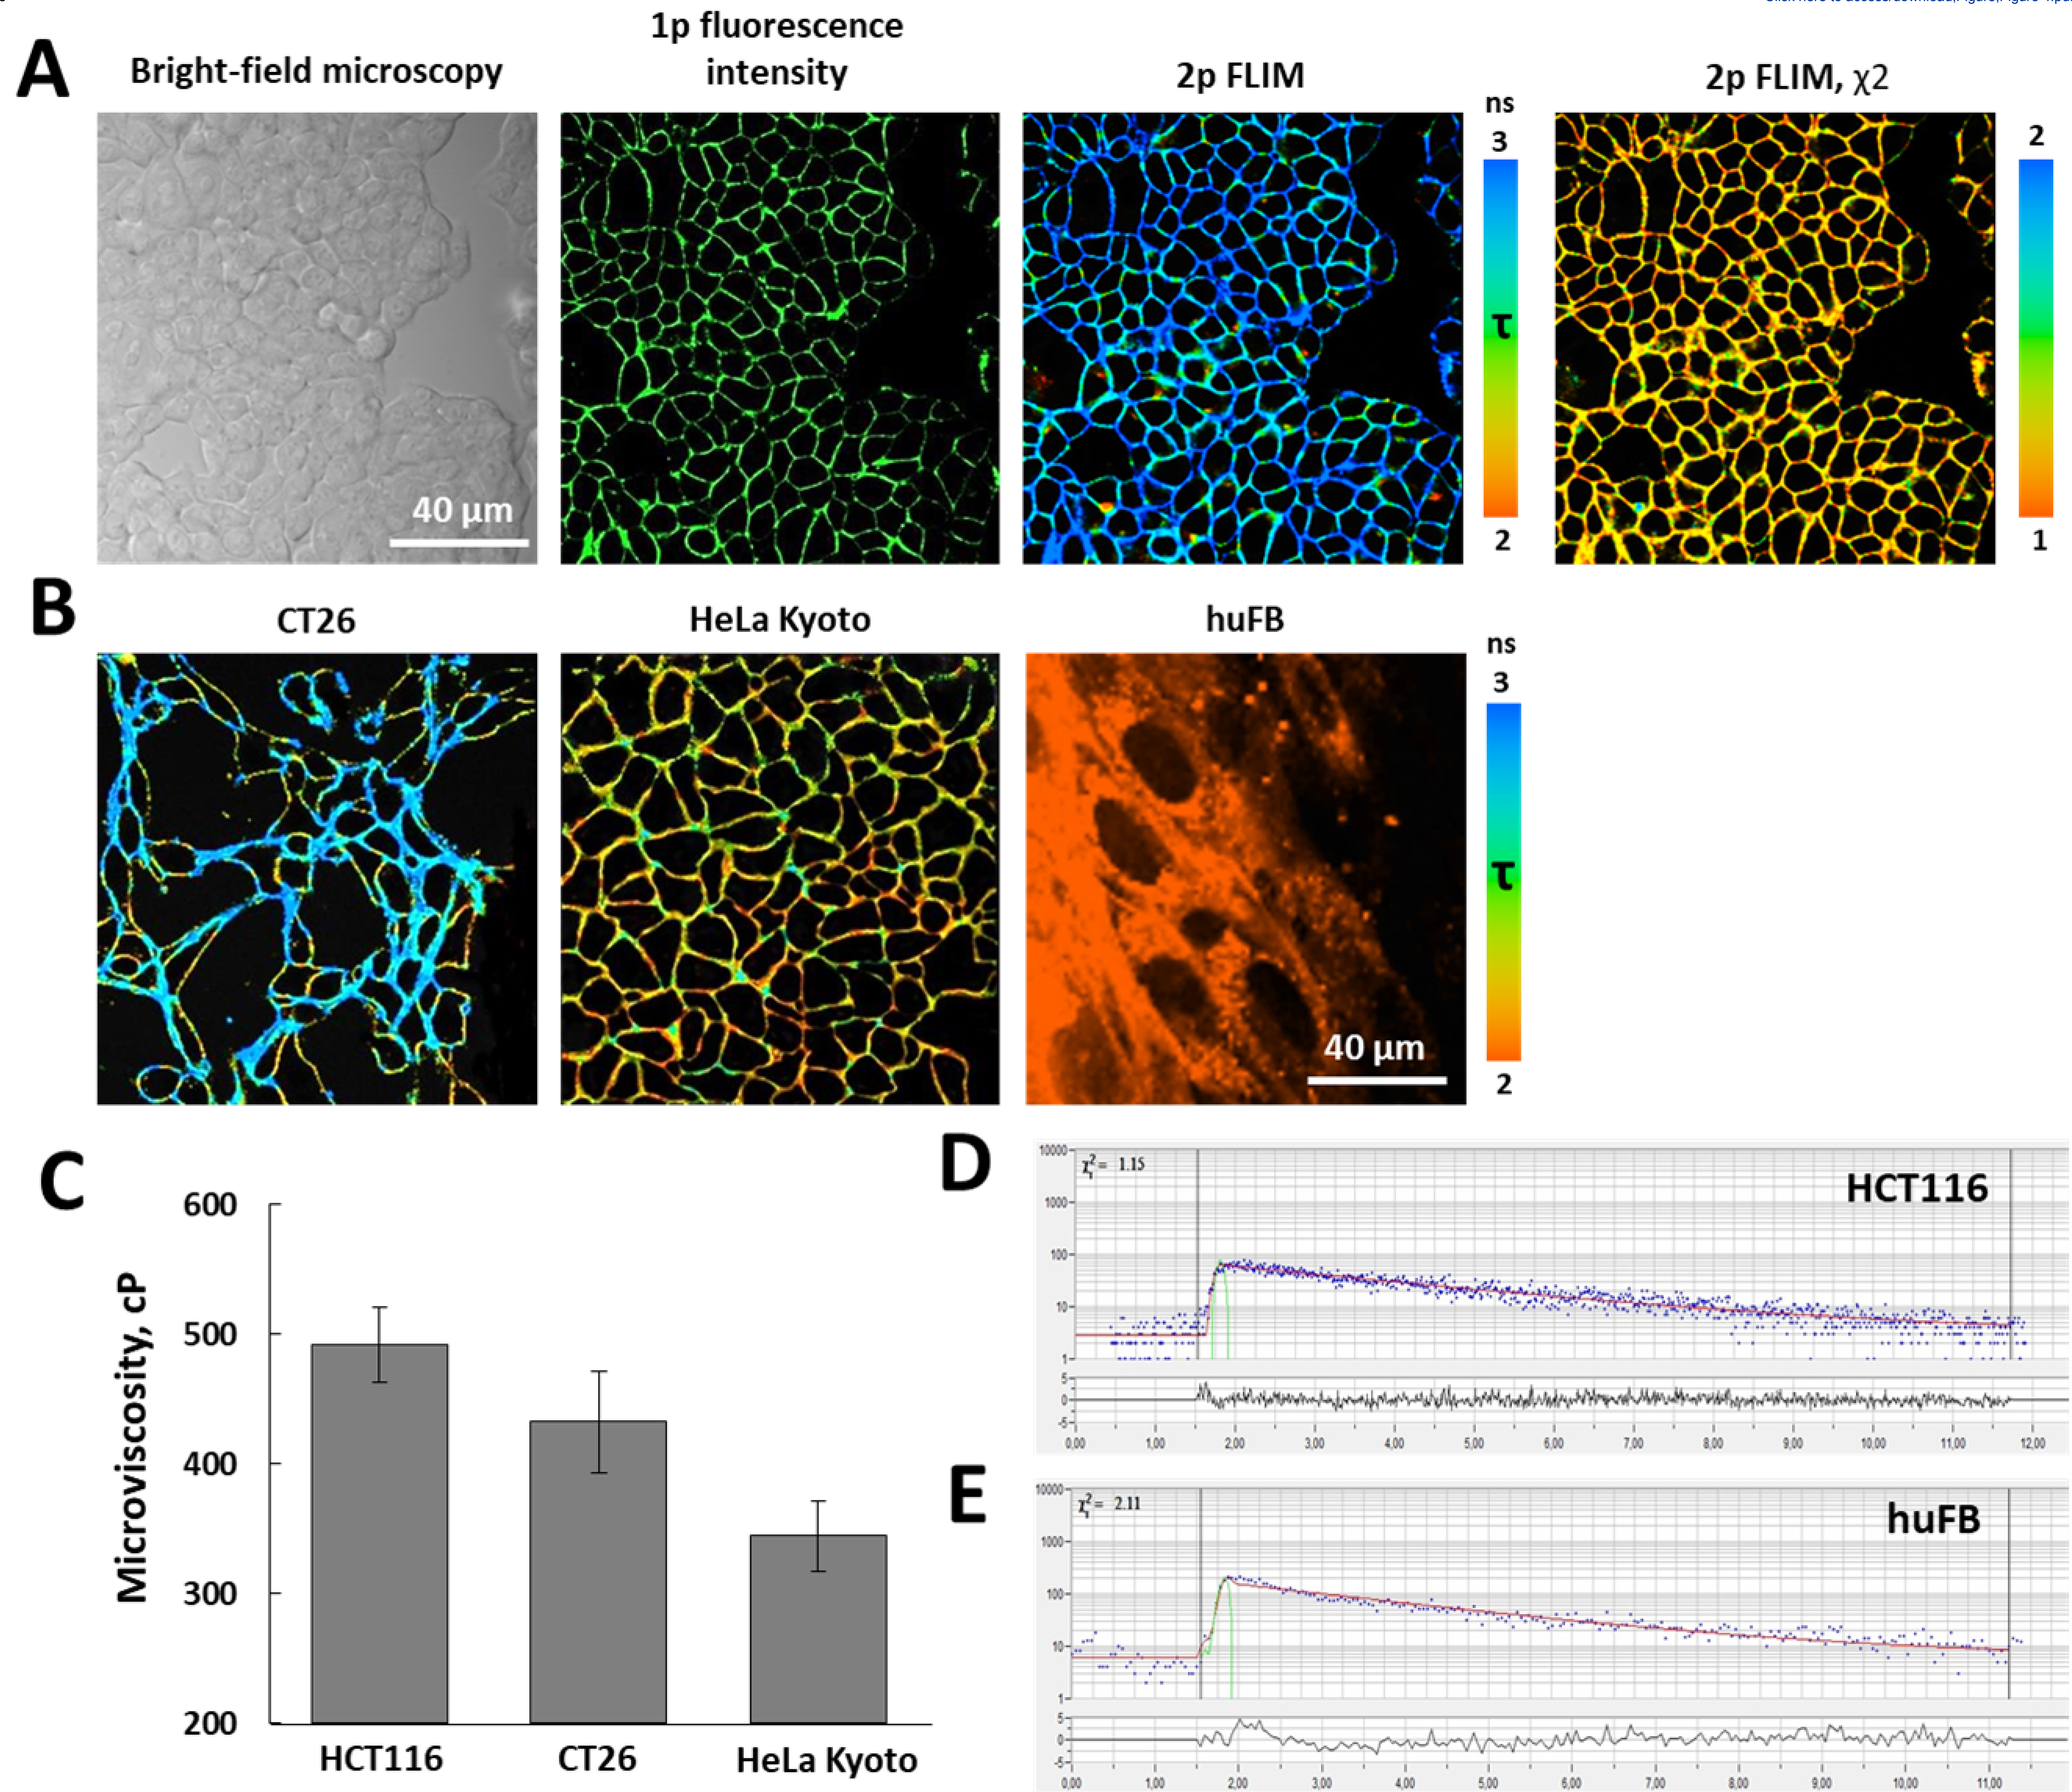 A
Bright-field microscopy
1p fluorescence
intensity
2p FLIM
2p FLIM, χ2
ns
3
τ
2
2
1
40 µm
B
CT26
HeLa Kyoto
huFB
ns
3
τ
2
40 µm
C
600
500
400
300
200
Microviscosity, cP
HCT116
CT26
HeLa Kyoto
D
10000
1000
100
10
1
χ²= 1.15
HCT116
5
0
-5
0,00 1,00 2,00 3,00 4,00 5,00 6,00 7,00 8,00 9,00 10,00 11,00 12,00
E
10000
1000
100
10
1
χ²= 2.11
huFB
5
0
-5
0,00 1,00 2,00 3,00 4,00 5,00 6,00 7,00 8,00 9,00 10,00 11,00